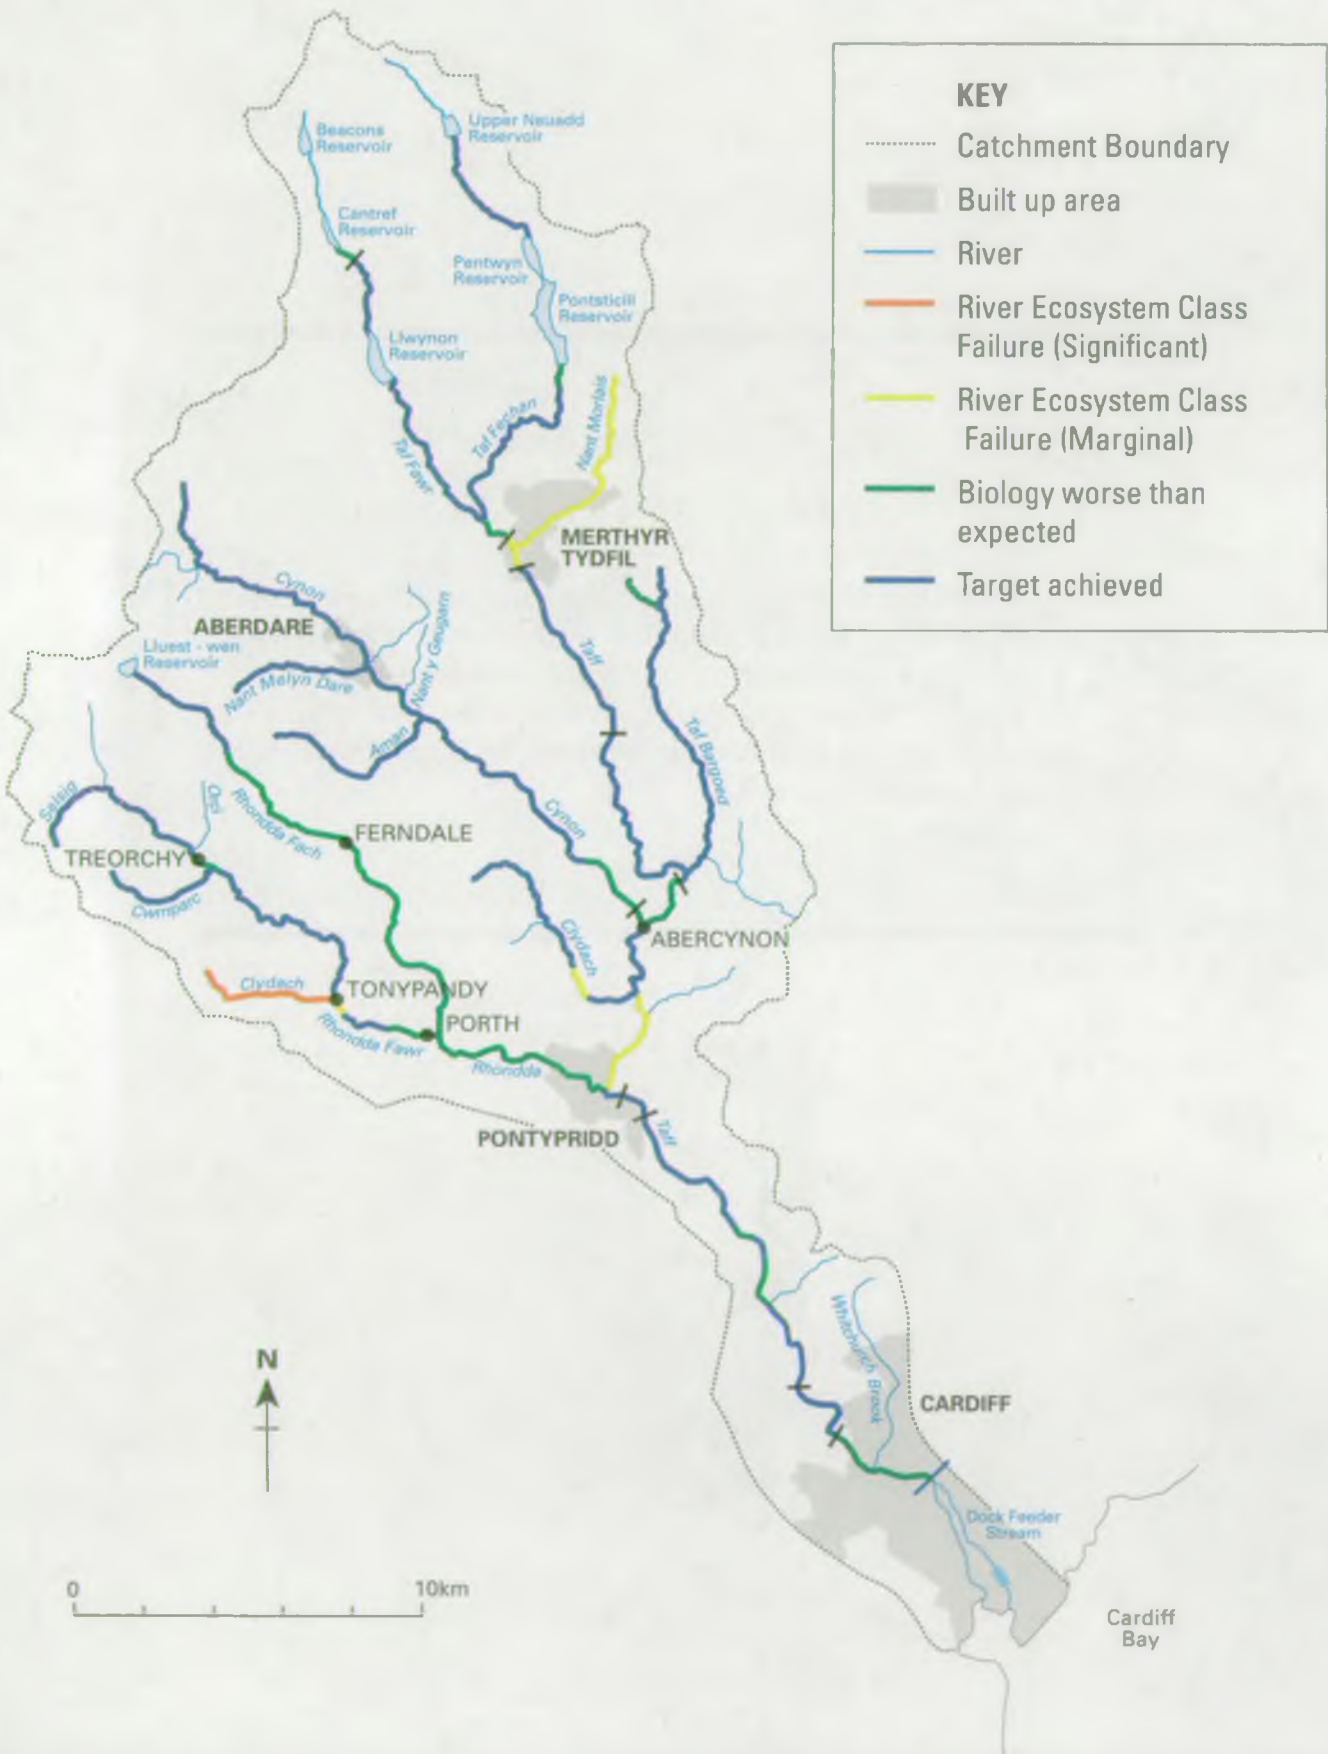 KEY
Catchment Boundary
Built up area
River
River Ecosystem Class
Failure (Significant)
River Ecosystem Class
Failure (Marginal)
Biology worse than
expected
Target achieved
Beacons
Reservoir
Upper Neuadd
Reservoir
Cantref
Reservoir
Pentwyn
Reservoir
Pontsticill
Reservoir
Llwynon
Reservoir
Taf Fechan
Nant Morlais
Taf Fawr
MERTHYR
TYDFIL
Cynon
ABERDARE
Nant y Geugarn
Lluest - wen
Reservoir
Nant Melyn Dare
Taff
Aman
Taf Bargoed
Salsig
Orci
Rhondda Fach
Cynon
FERNDALE
TREORCHY
Cwmparc
Clydach
ABERCYNON
Clydach
TONYPANDY
Rhondda Fawr
PORTH
Rhondda
PONTYPRIDD
Taff
Whitchurch Brook
N
CARDIFF
Dock Feeder
Stream
0 10km
Cardiff
Bay